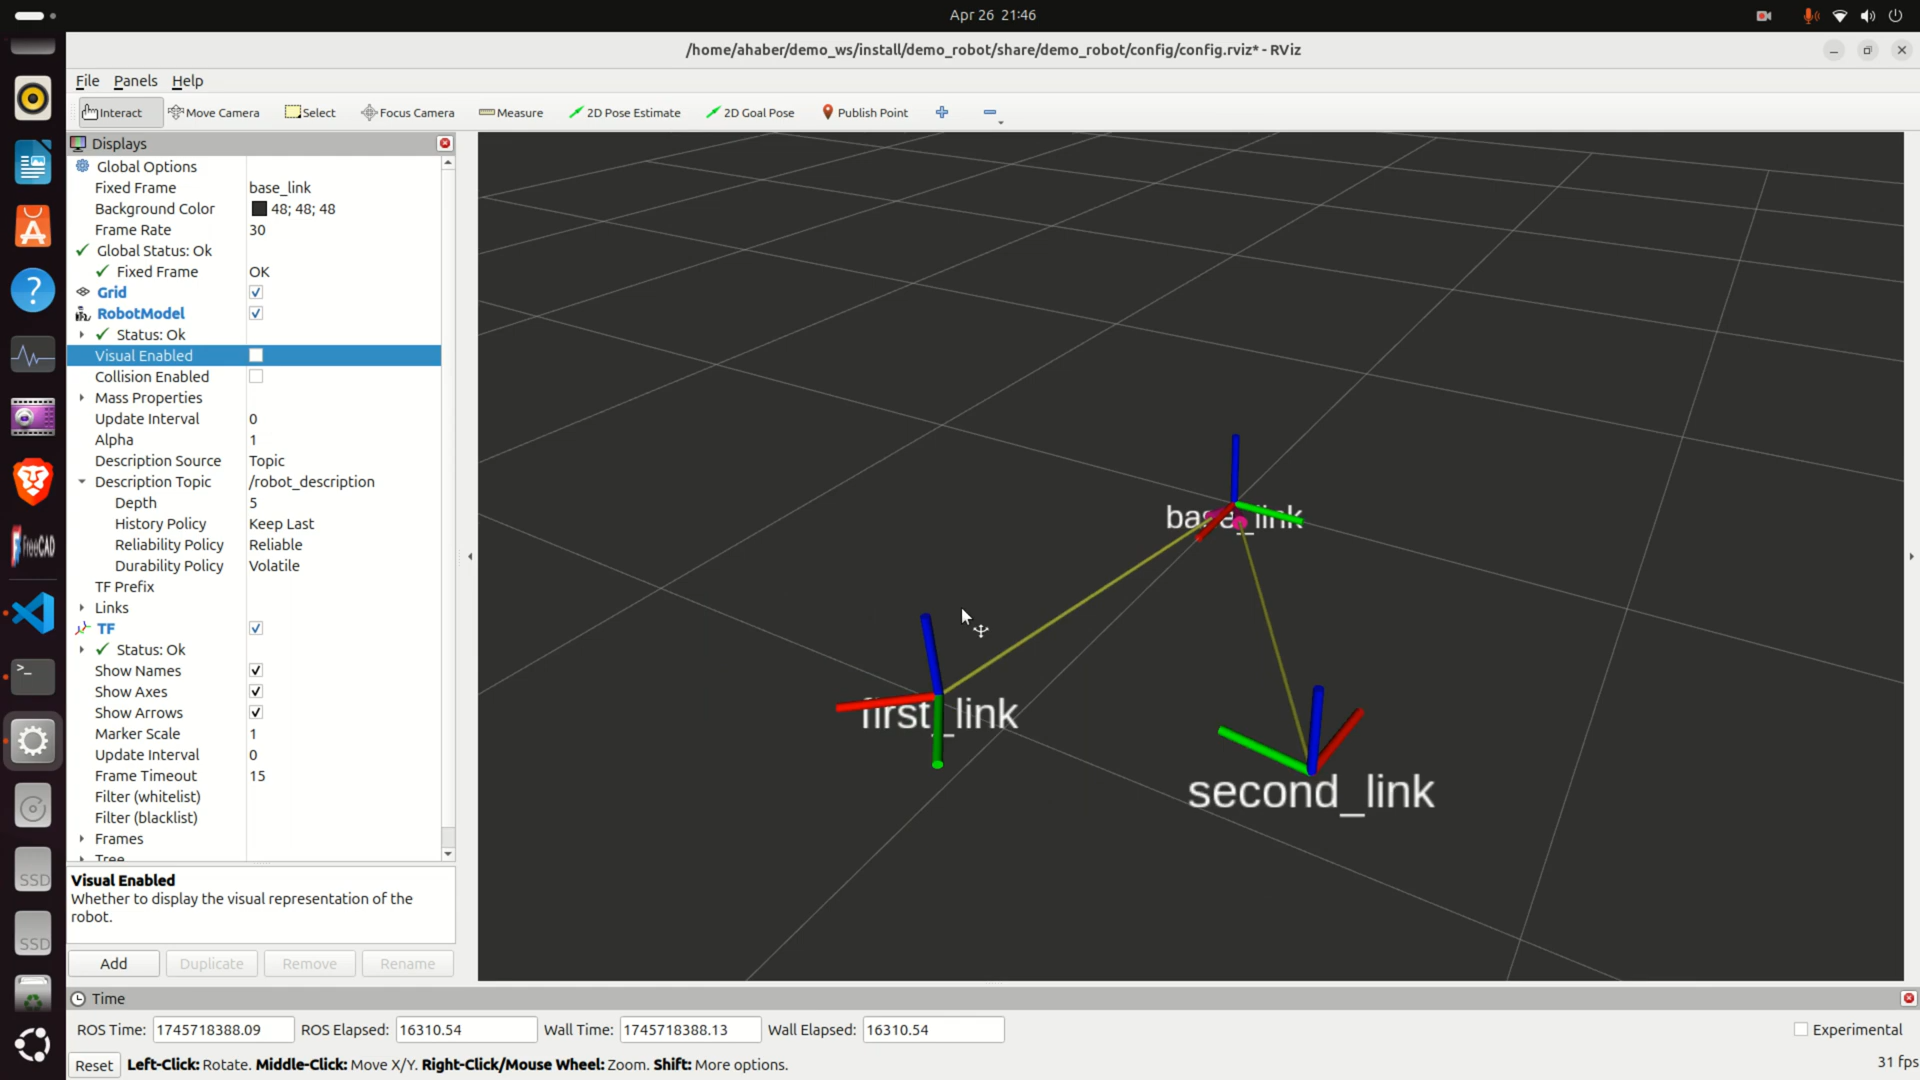 Apr 26 21:46
/home/ahaber/demo_ws/install/demo_robot/share/demo_robot/config/config.rviz* - RViz
File Panels Help
Interact Move Camera Select Focus Camera Measure 2D Pose Estimate 2D Goal Pose Publish Point
Displays
Global Options
Fixed Frame base_link
Background Color 48; 48; 48
Frame Rate 30
Global Status: Ok
Fixed Frame OK
Grid
RobotModel
Status: Ok
Visual Enabled
Collision Enabled
Mass Properties
Update Interval 0
Alpha 1
Description Source Topic
Description Topic /robot_description
Depth 5
History Policy Keep Last
Reliability Policy Reliable
Durability Policy Volatile
TF Prefix
Links
TF
Status: Ok
Show Names
Show Axes
Show Arrows
Marker Scale 1
Update Interval 0
Frame Timeout 15
Filter (whitelist)
Filter (blacklist)
Frames
Tree
Visual Enabled
Whether to display the visual representation of the
robot.
Add Duplicate Remove Rename
base_link
first_link
second_link
FreeCAD
SSD
SSD
Time
ROS Time: 1745718388.09 ROS Elapsed: 16310.54 Wall Time: 1745718388.13 Wall Elapsed: 16310.54 Experimental
Reset Left-Click: Rotate. Middle-Click: Move X/Y. Right-Click/Mouse Wheel: Zoom. Shift: More options. 31 fps